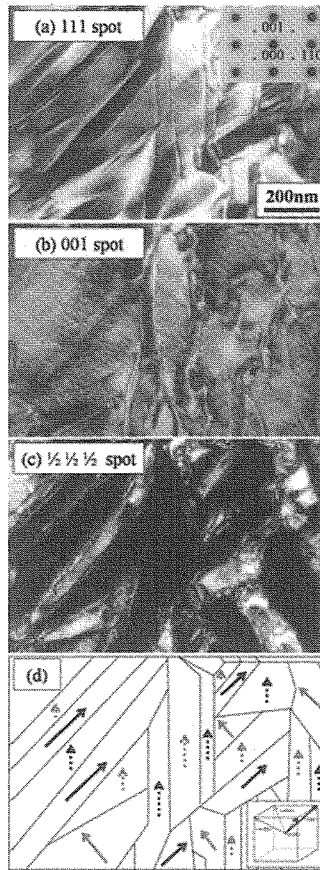 (a) 111 spot
. 001 .
. 000 . 110
200nm
(b) 001 spot
(c) ½ ½ ½ spot
(d)